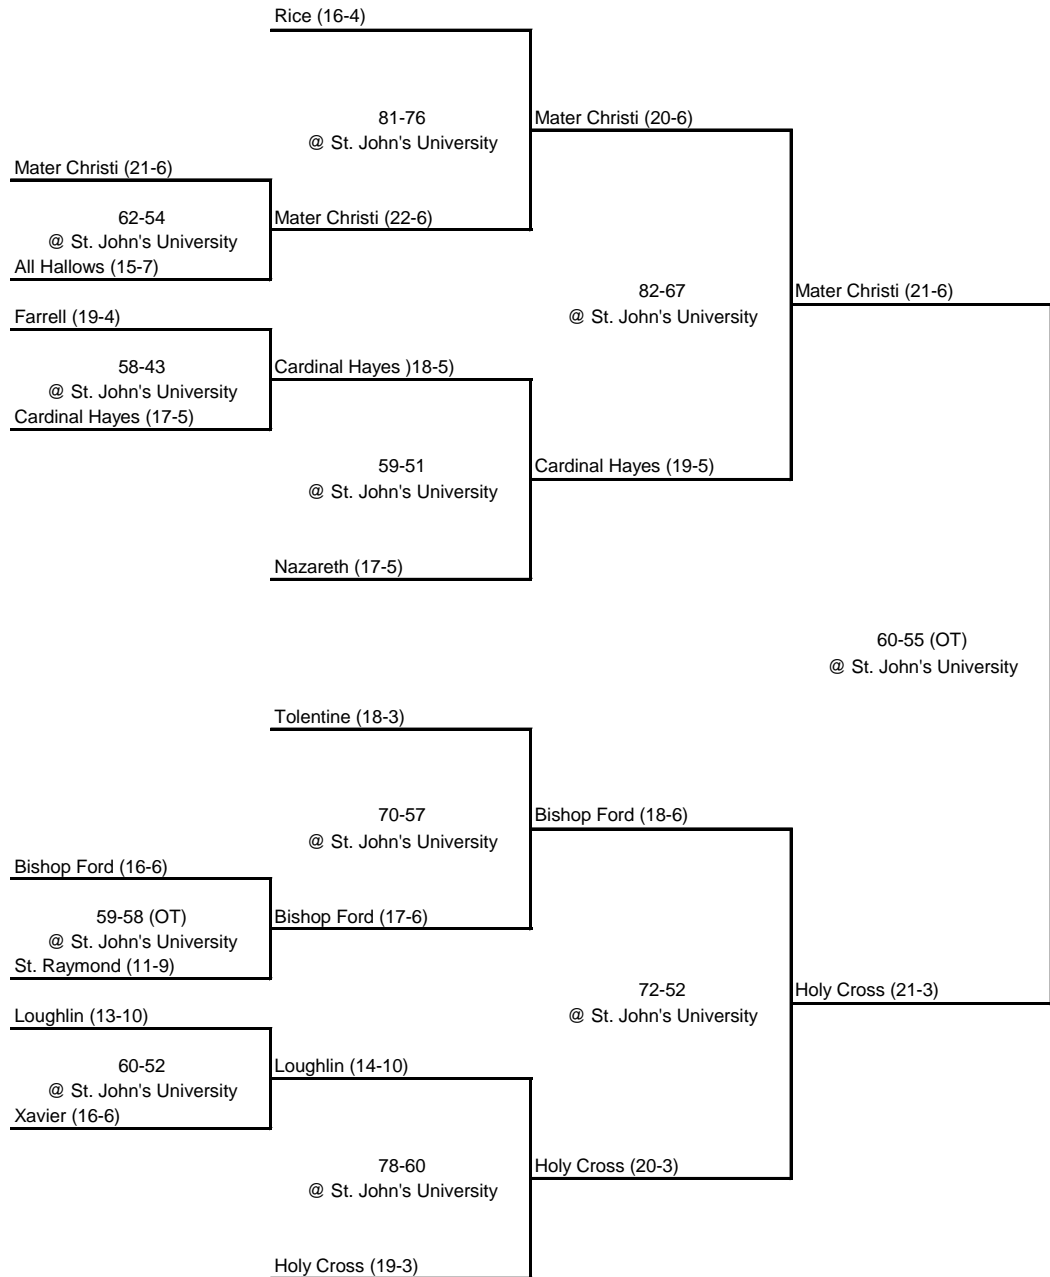 Rice (16-4)
81-76
@ St. John's University
Mater Christi (20-6)
Mater Christi (21-6)
62-54
@ St. John's University
Mater Christi (22-6)
All Hallows (15-7)
82-67
@ St. John's University
Mater Christi (21-6)
Farrell (19-4)
58-43
@ St. John's University
Cardinal Hayes )18-5)
Cardinal Hayes (17-5)
59-51
@ St. John's University
Cardinal Hayes (19-5)
Nazareth (17-5)
60-55 (OT)
@ St. John's University
Tolentine (18-3)
70-57
@ St. John's University
Bishop Ford (18-6)
Bishop Ford (16-6)
59-58 (OT)
@ St. John's University
Bishop Ford (17-6)
St. Raymond (11-9)
72-52
@ St. John's University
Holy Cross (21-3)
Loughlin (13-10)
60-52
@ St. John's University
Loughlin (14-10)
Xavier (16-6)
78-60
@ St. John's University
Holy Cross (20-3)
Holy Cross (19-3)